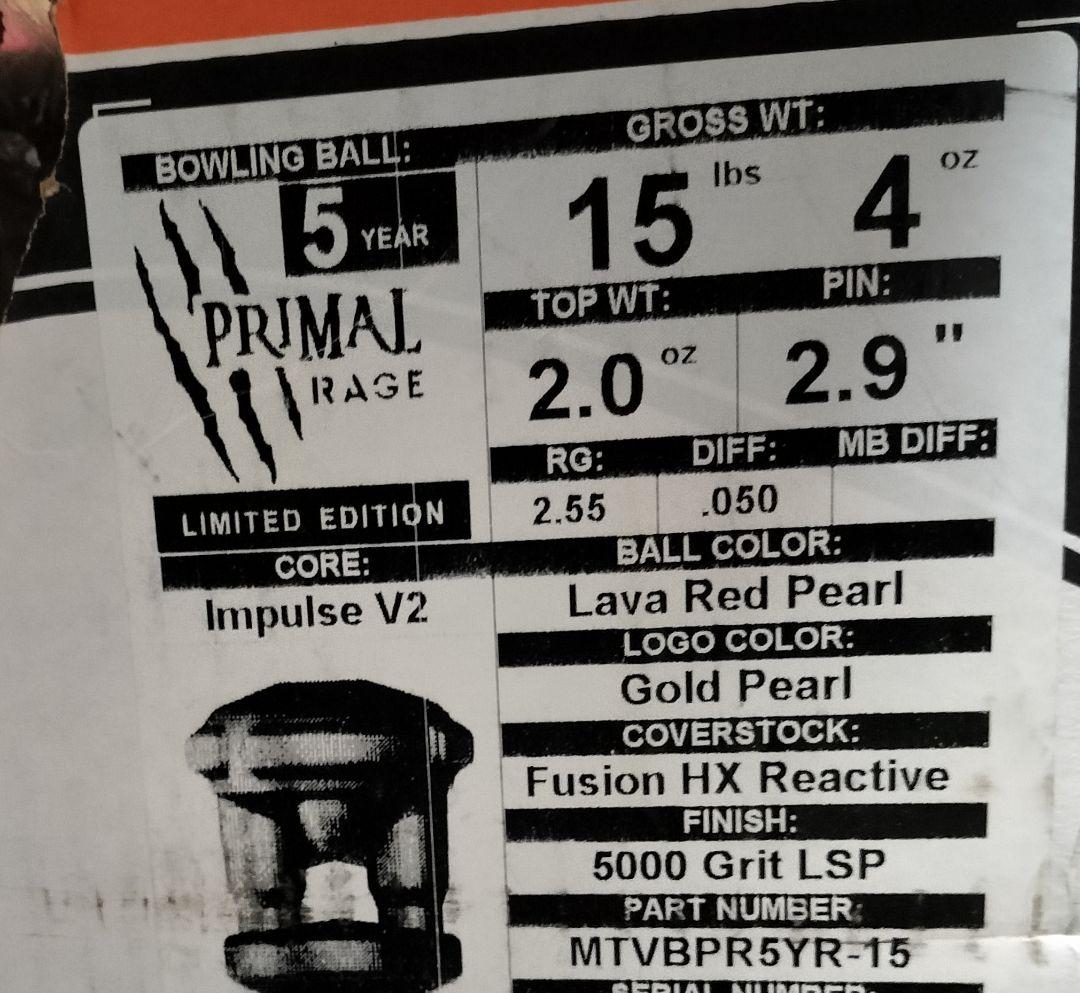 BOWLING BALL:
5 YEAR
PRIMAL
RAGE
LIMITED EDITION
CORE:
Impulse V2
GROSS WT:
15 lbs 4 oz
TOP WT: PIN:
2.0 oz 2.9 "
RG: DIFF: MB DIFF:
2.55 .050
BALL COLOR:
Lava Red Pearl
LOGO COLOR:
Gold Pearl
COVERSTOCK:
Fusion HX Reactive
FINISH:
5000 Grit LSP
PART NUMBER:
MTVBPR5YR-15
SERIAL NUMBER: